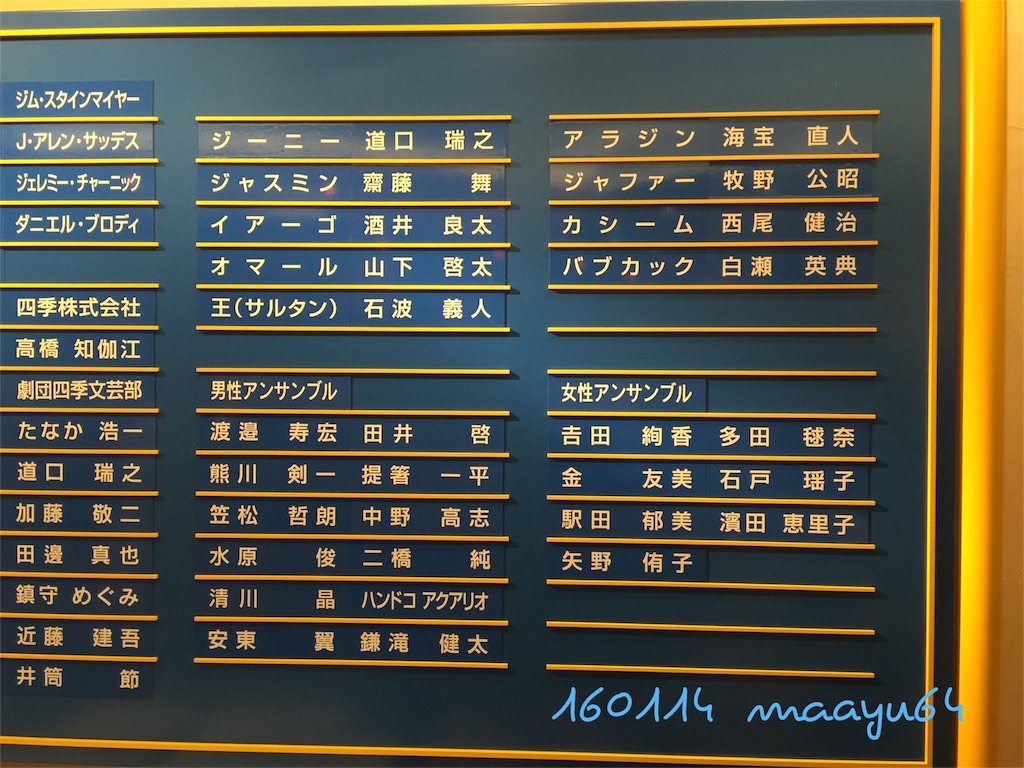 ジム・スタインマイヤー
J・アレン・サッデス
ジェレミー・チャーニック
ダニエル・ブロディ
四季株式会社
高橋 知伽江
劇団四季文芸部
たなか 浩一
道口 瑞之
加藤 敬二
田邊 真也
鎮守 めぐみ
近藤 建吾
井筒 節
ジーニー 道口 瑞之
ジャスミン 齋藤 舞
イアーゴ 酒井 良太
オマール 山下 啓太
王(サルタン) 石波 義人
男性アンサンブル
渡邉 寿宏 田井 啓
熊川 剣一 提箸 一平
笠松 哲朗 中野 高志
水原 俊 二橋 純
清川 晶 ハンドコ アクアリオ
安東 翼 鎌滝 健太
アラジン 海宝 直人
ジャファー 牧野 公昭
カシーム 西尾 健治
バブカック 白瀬 英典
女性アンサンブル
吉田 絢香 多田 毬奈
金 友美 石戸 瑶子
駅田 郁美 濱田 恵里子
矢野 侑子
160114 maayu64